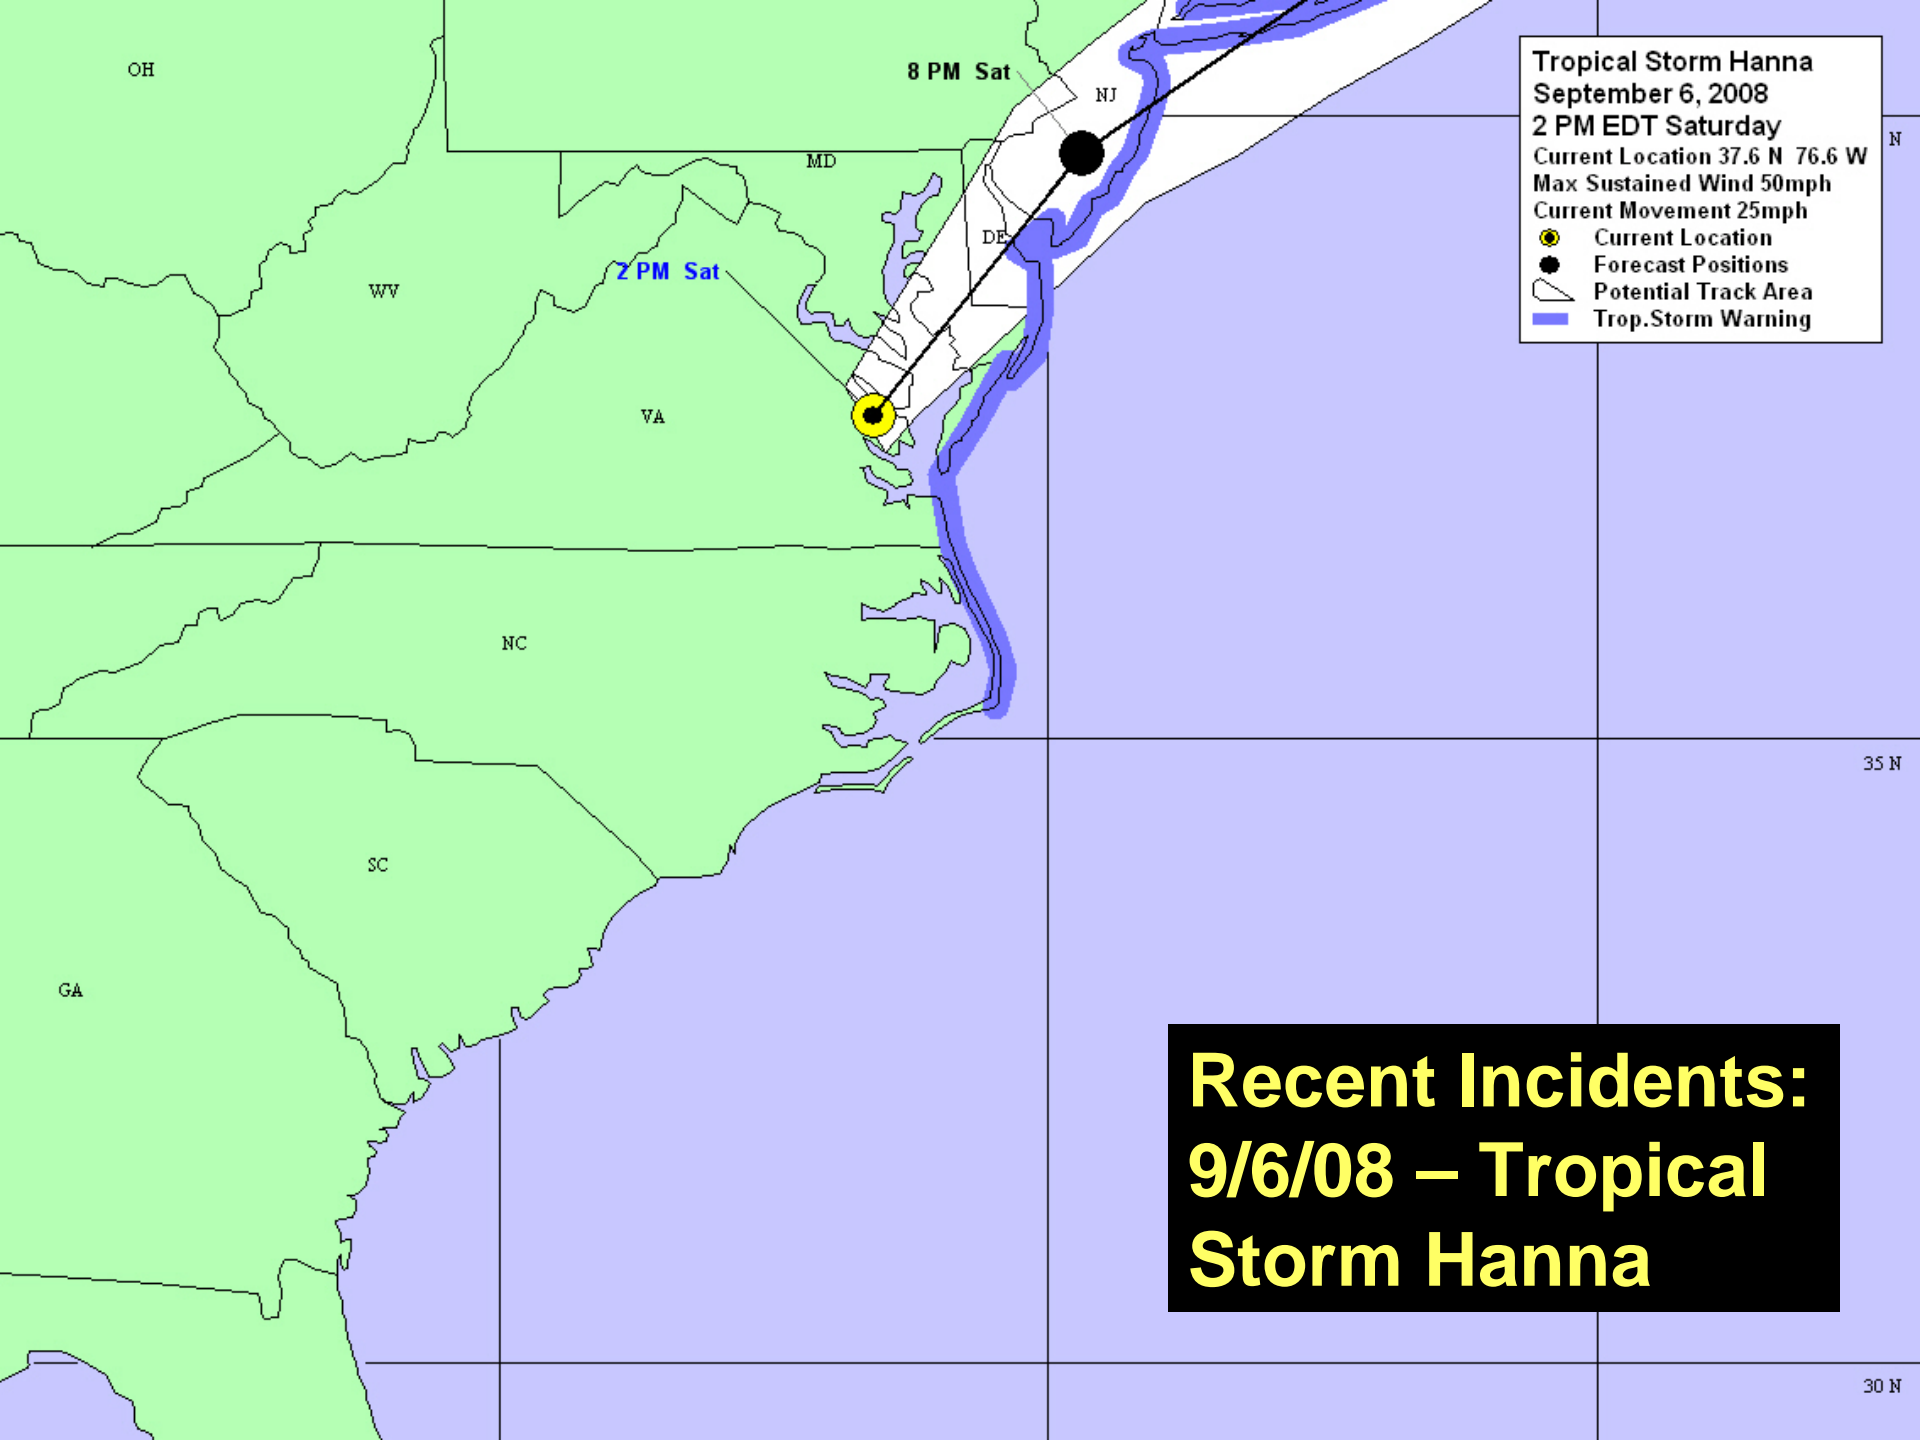 OH
8 PM Sat
NJ
Tropical Storm Hanna
September 6, 2008
2 PM EDT Saturday
Current Location 37.6 N 76.6 W
Max Sustained Wind 50mph
Current Movement 25mph
Current Location
Forecast Positions
Potential Track Area
Trop.Storm Warning
N
MD
DE
2 PM Sat
WV
VA
NC
35 N
SC
GA
Recent Incidents:
9/6/08 – Tropical
Storm Hanna
30 N